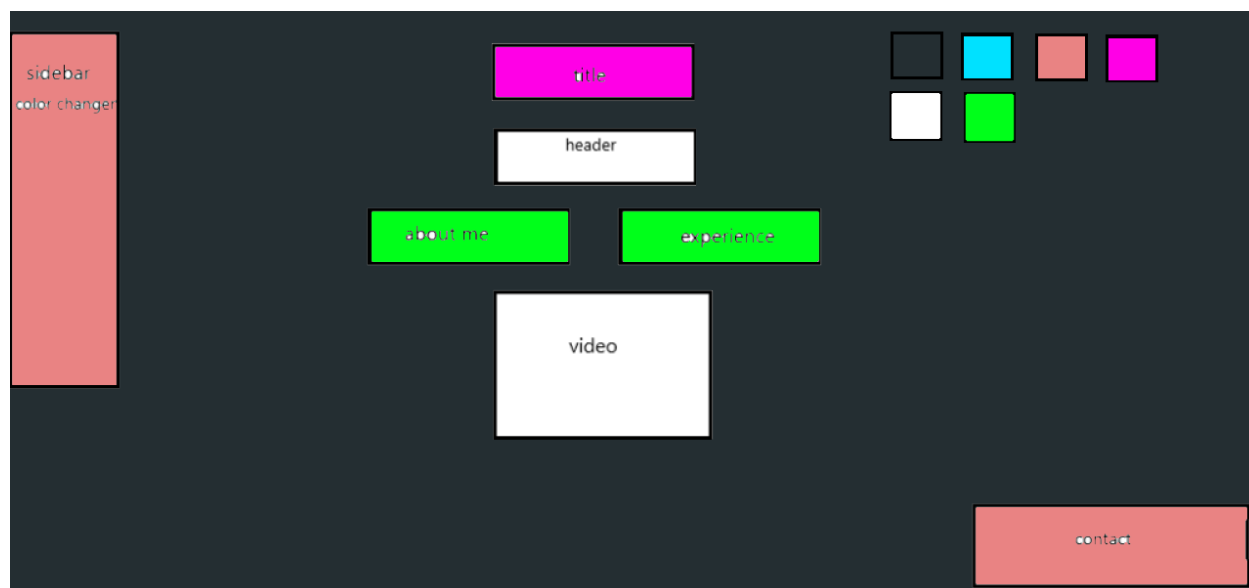 sidebar
color changer
title
header
about me
experience
video
contact